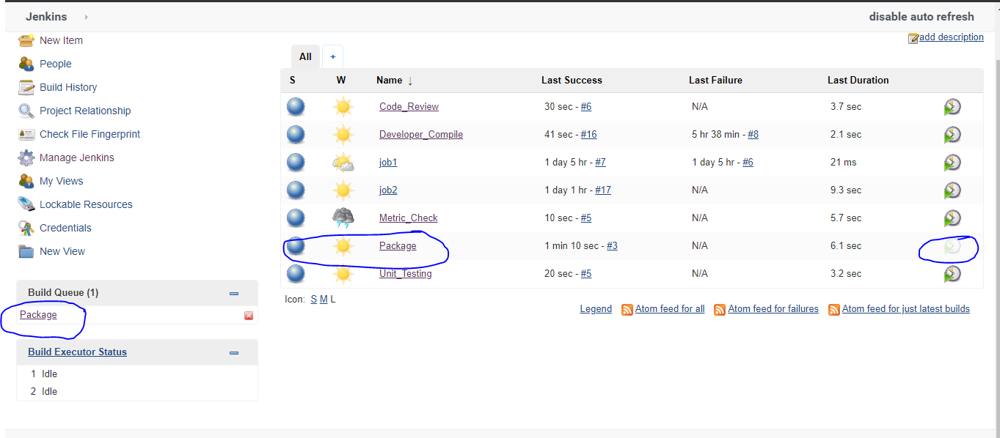 Jenkins
disable auto refresh
New Item
People
Build History
Project Relationship
Check File Fingerprint
Manage Jenkins
My Views
Lockable Resources
Credentials
New View
Build Queue (1)
Package
Build Executor Status
1 Idle
2 Idle
add description
All +
S W Name ↓ Last Success Last Failure Last Duration
Code_Review 30 sec - #6 N/A 3.7 sec
Developer_Compile 41 sec - #16 5 hr 38 min - #8 2.1 sec
job1 1 day 5 hr - #7 1 day 5 hr - #6 21 ms
job2 1 day 1 hr - #17 N/A 9.3 sec
Metric_Check 10 sec - #5 N/A 5.7 sec
Package 1 min 10 sec - #3 N/A 6.1 sec
Unit_Testing 20 sec - #5 N/A 3.2 sec
Icon: S M L
Legend Atom feed for all Atom feed for failures Atom feed for just latest builds